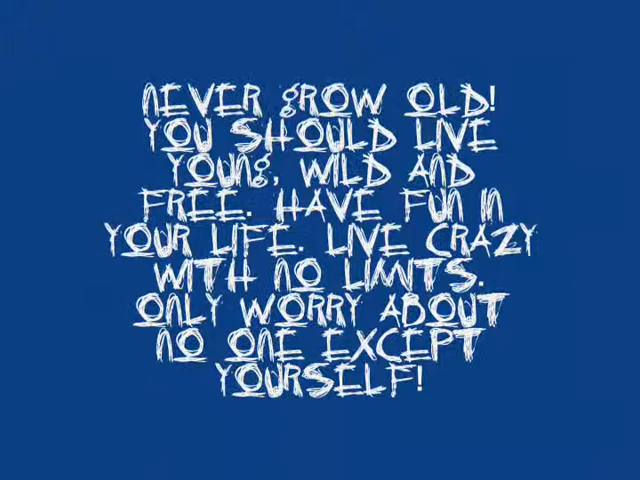 NEVER GROW OLD!
YOU SHOULD LIVE
YOUNG, WILD AND
FREE. HAVE FUN IN
YOUR LIFE. LIVE CRAZY
WITH NO LIMITS.
ONLY WORRY ABOUT
NO ONE EXCEPT
YOURSELF!